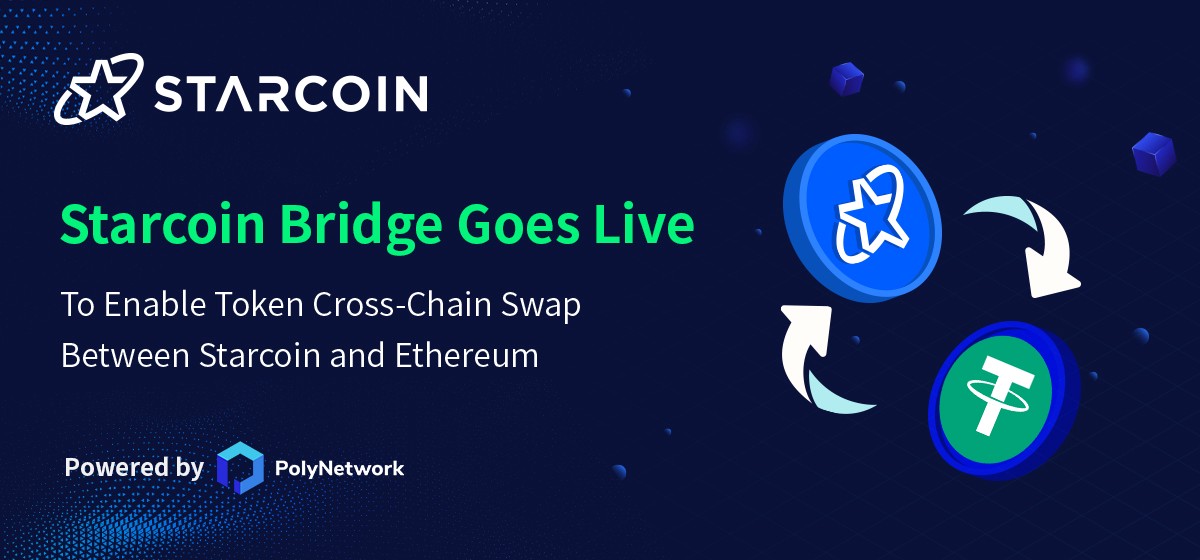 STARCOIN
Starcoin Bridge Goes Live
To Enable Token Cross-Chain Swap
Between Starcoin and Ethereum
Powered by PolyNetwork